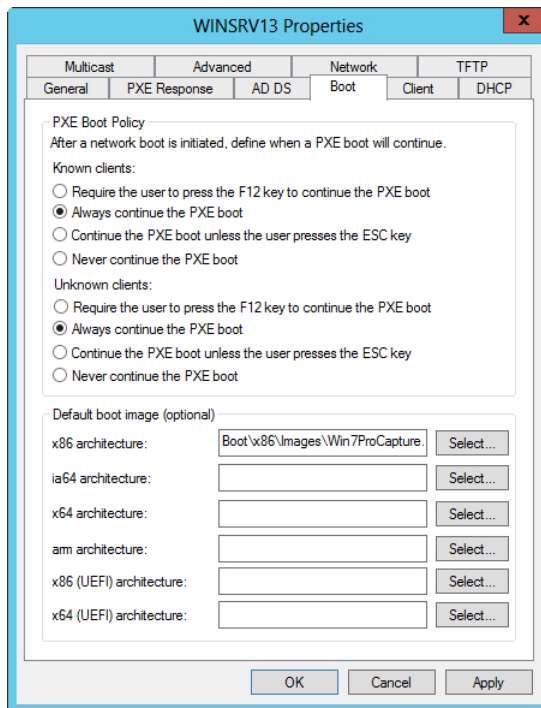 WINSRV13 Properties
x
Multicast Advanced Network TFTP
General PXE Response AD DS Boot Client DHCP
PXE Boot Policy
After a network boot is initiated, define when a PXE boot will continue.
Known clients:
Require the user to press the F12 key to continue the PXE boot
Always continue the PXE boot
Continue the PXE boot unless the user presses the ESC key
Never continue the PXE boot
Unknown clients:
Require the user to press the F12 key to continue the PXE boot
Always continue the PXE boot
Continue the PXE boot unless the user presses the ESC key
Never continue the PXE boot
Default boot image (optional)
x86 architecture: Boot\x86\Images\Win7ProCapture. Select...
ia64 architecture: Select...
x64 architecture: Select...
arm architecture: Select...
x86 (UEFI) architecture: Select...
x64 (UEFI) architecture: Select...
OK Cancel Apply